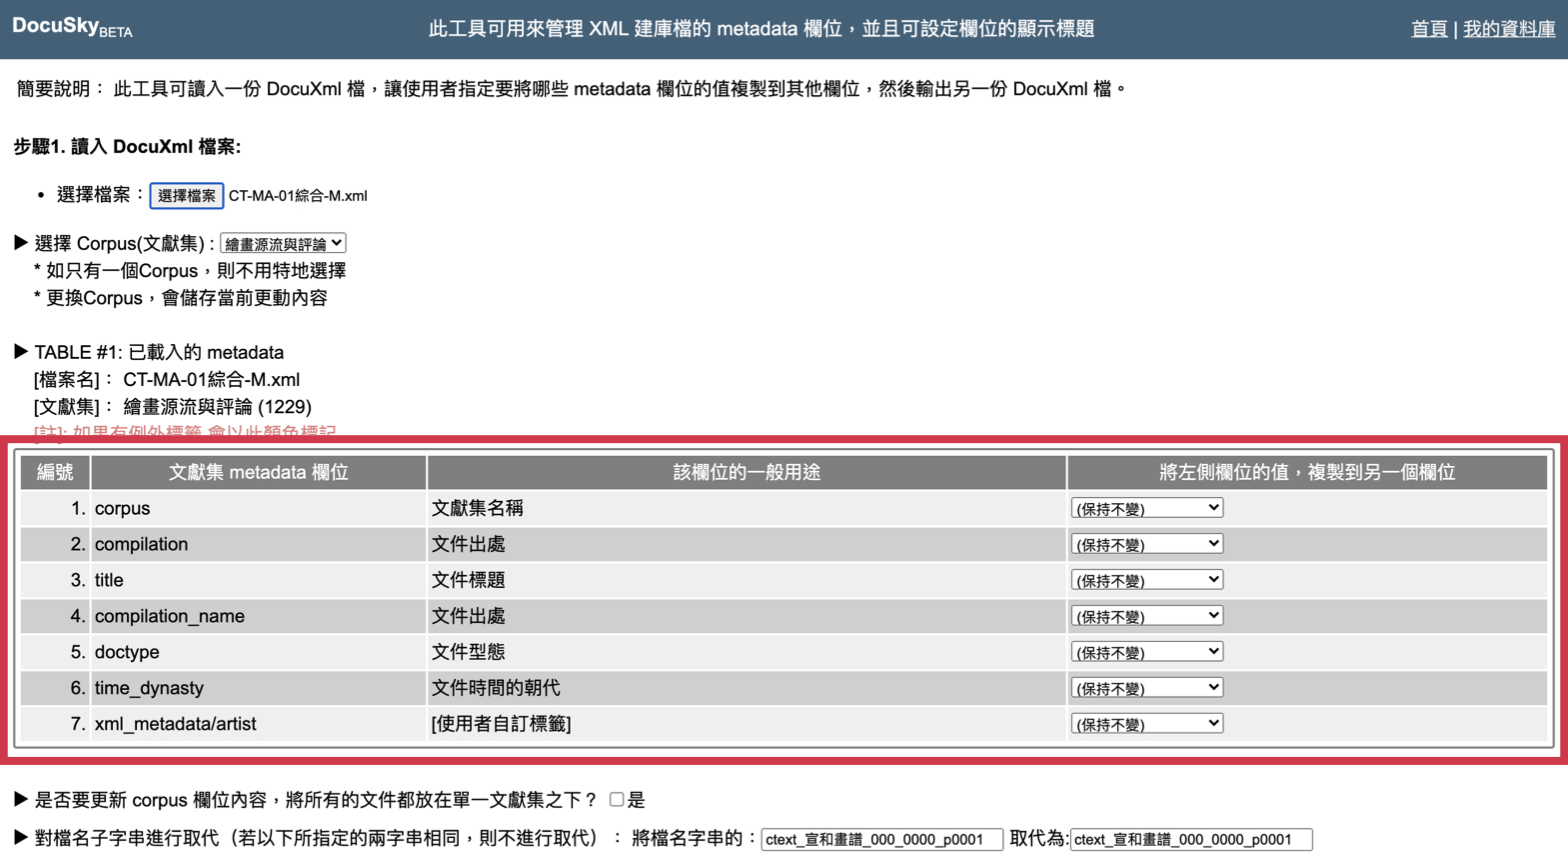 DocuSkyBETA
此工具可用來管理 XML 建庫檔的 metadata 欄位，並且可設定欄位的顯示標題
首頁 | 我的資料庫
簡要說明： 此工具可讀入一份 DocuXml 檔，讓使用者指定要將哪些 metadata 欄位的值複製到其他欄位，然後輸出另一份 DocuXml 檔。
步驟1. 讀入 DocuXml 檔案:
• 選擇檔案：選擇檔案 CT-MA-01綜合-M.xml
▶ 選擇 Corpus(文獻集) : 繪畫源流與評論
* 如只有一個Corpus，則不用特地選擇
* 更換Corpus，會儲存當前更動內容
▶ TABLE #1: 已載入的 metadata
[檔案名]： CT-MA-01綜合-M.xml
[文獻集]： 繪畫源流與評論 (1229)
[註]: 如果有例外標籤 會以此顏色標記
編號 文獻集 metadata 欄位 該欄位的一般用途 將左側欄位的值，複製到另一個欄位
1. corpus 文獻集名稱 (保持不變)
2. compilation 文件出處 (保持不變)
3. title 文件標題 (保持不變)
4. compilation_name 文件出處 (保持不變)
5. doctype 文件型態 (保持不變)
6. time_dynasty 文件時間的朝代 (保持不變)
7. xml_metadata/artist [使用者自訂標籤] (保持不變)
▶ 是否要更新 corpus 欄位內容，將所有的文件都放在單一文獻集之下？ 是
▶ 對檔名子字串進行取代（若以下所指定的兩字串相同，則不進行取代）： 將檔名字串的：ctext_宣和畫譜_000_0000_p0001 取代為:ctext_宣和畫譜_000_0000_p0001